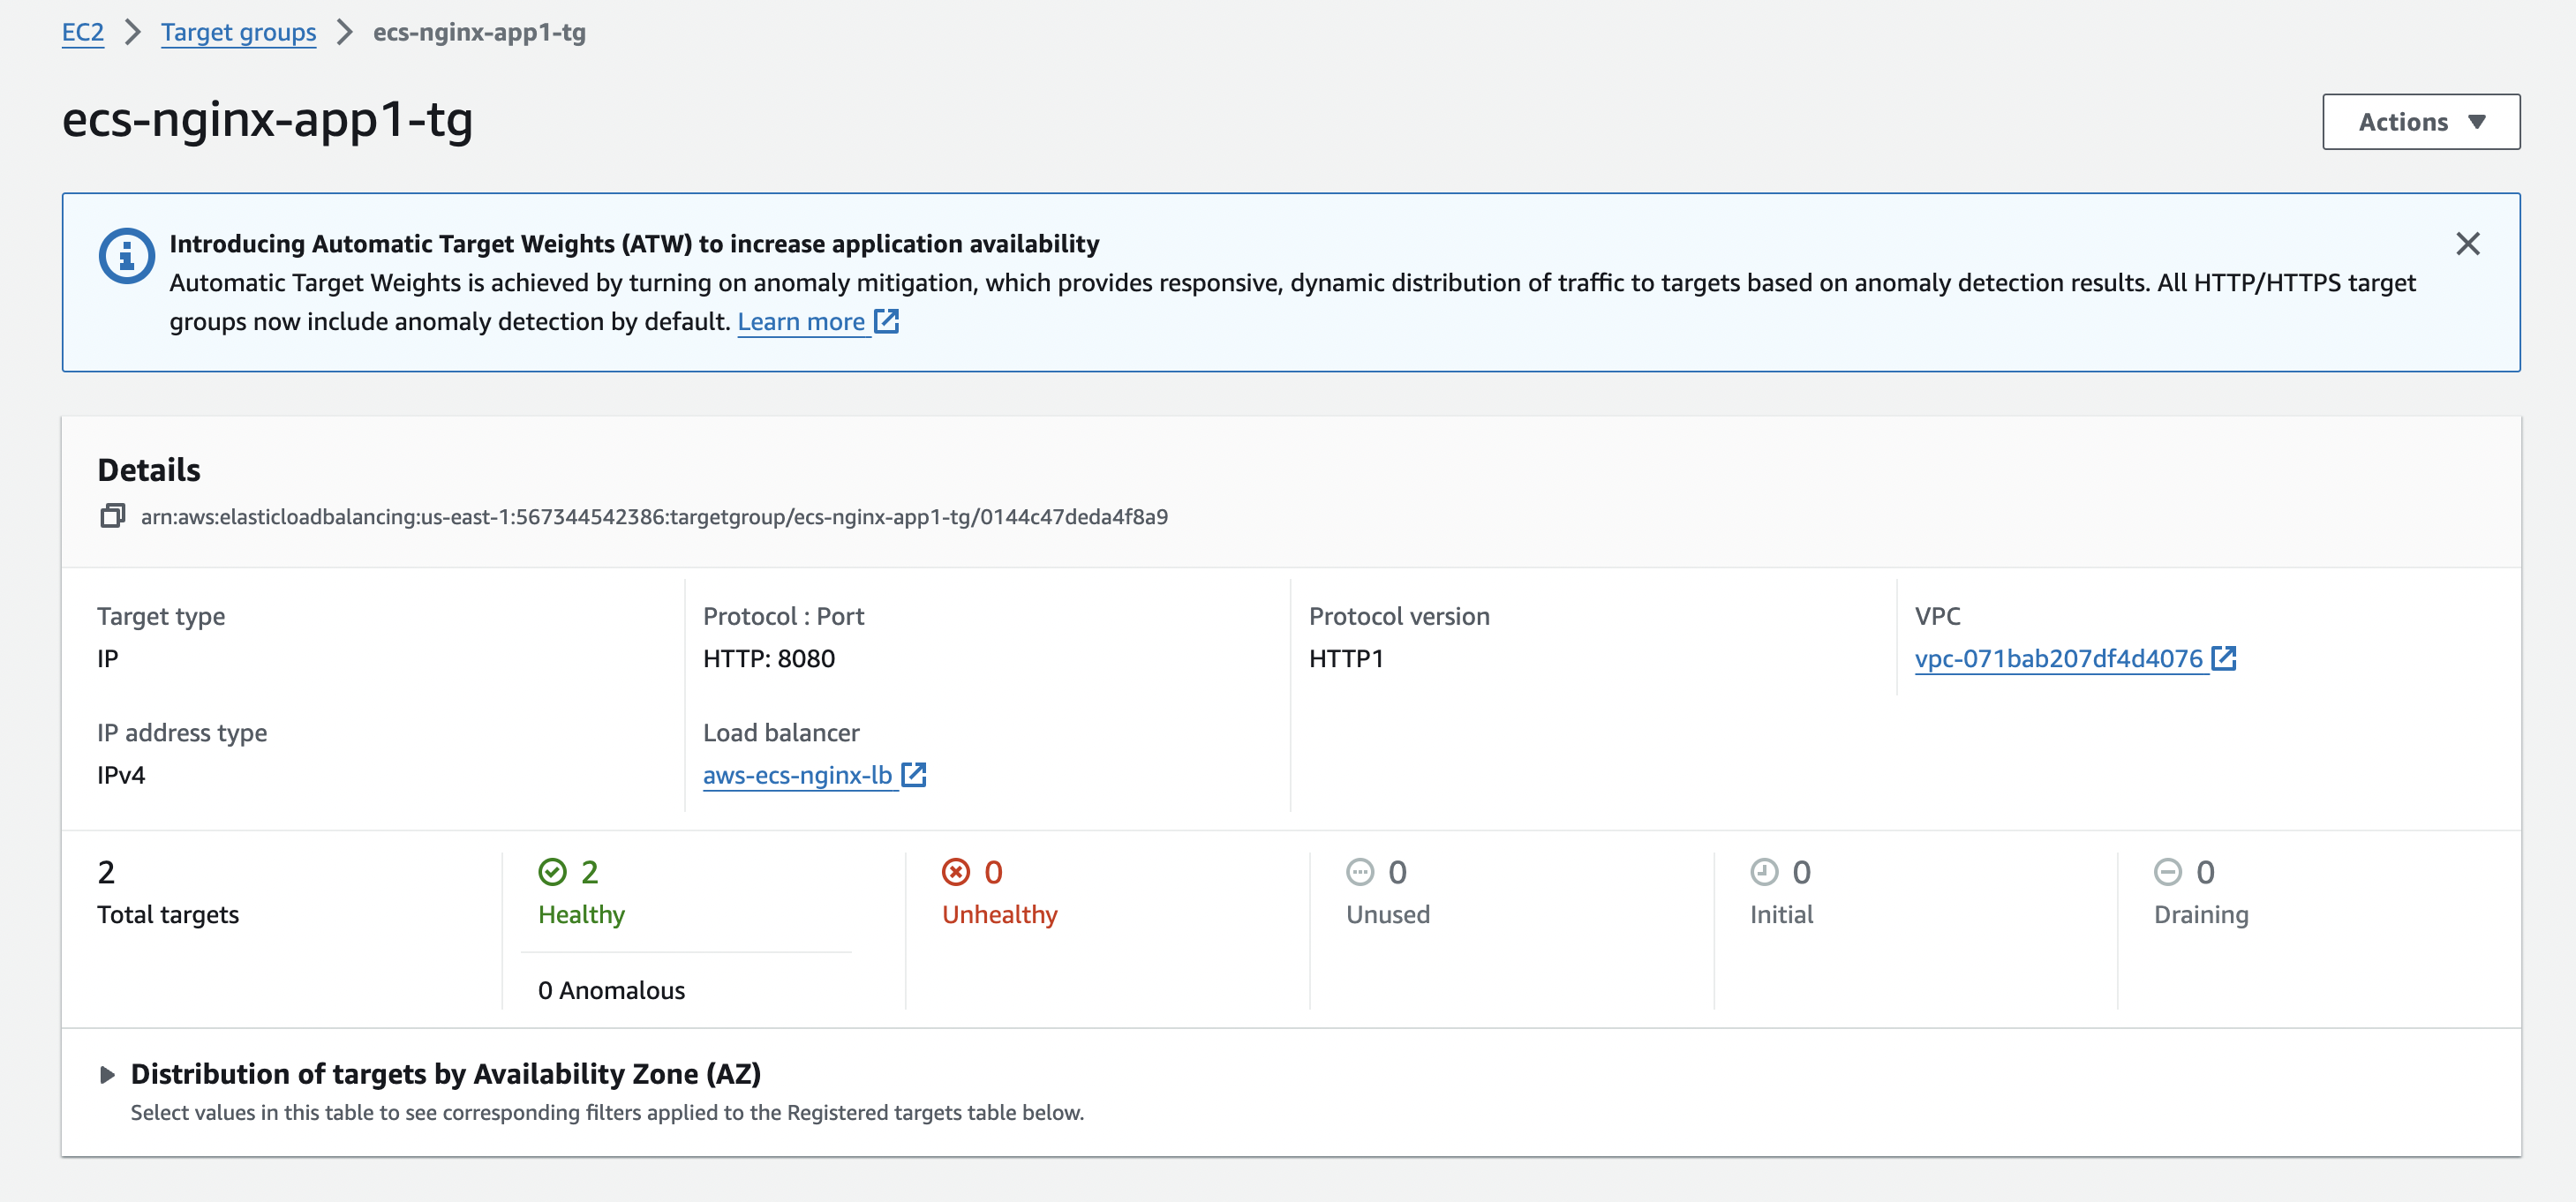 EC2 > Target groups > ecs-nginx-app1-tg
ecs-nginx-app1-tg
Actions
Introducing Automatic Target Weights (ATW) to increase application availability
Automatic Target Weights is achieved by turning on anomaly mitigation, which provides responsive, dynamic distribution of traffic to targets based on anomaly detection results. All HTTP/HTTPS target
groups now include anomaly detection by default. Learn more
Details
arn:aws:elasticloadbalancing:us-east-1:567344542386:targetgroup/ecs-nginx-app1-tg/0144c47deda4f8a9
Target type
IP
Protocol : Port
HTTP: 8080
Protocol version
HTTP1
VPC
vpc-071bab207df4d4076
IP address type
IPv4
Load balancer
aws-ecs-nginx-lb
2
Total targets
2
Healthy
0 Anomalous
0
Unhealthy
0
Unused
0
Initial
0
Draining
Distribution of targets by Availability Zone (AZ)
Select values in this table to see corresponding filters applied to the Registered targets table below.